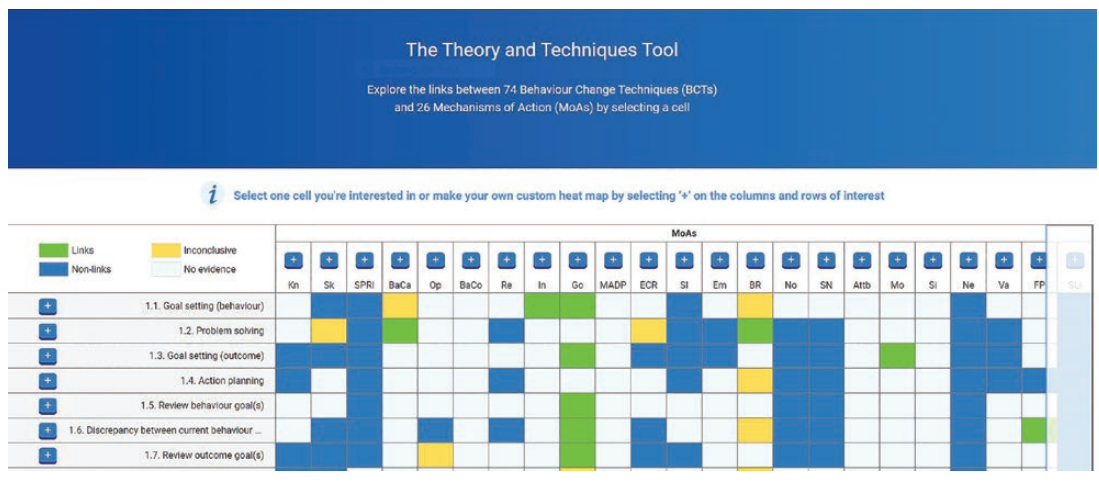 The Theory and Techniques Tool
Explore the links between 74 Behaviour Change Techniques (BCTs)
and 26 Mechanisms of Action (MoAs) by selecting a cell
i Select one cell you're interested in or make your own custom heat map by selecting '+' on the columns and rows of interest
MoAs
Links Inconclusive
Non-links No evidence
+ + + + + + + + + + + + + + + + + + + + + + +
Kn Sk SPRI BaCa Op BaCo Re In Go MADP ECR SI Em BR No SN Attb Mo Si Ne Va FP
+ 1.1. Goal setting (behaviour)
+ 1.2. Problem solving
+ 1.3. Goal setting (outcome)
+ 1.4. Action planning
+ 1.5. Review behaviour goal(s)
+ 1.6. Discrepancy between current behaviour ...
+ 1.7. Review outcome goal(s)